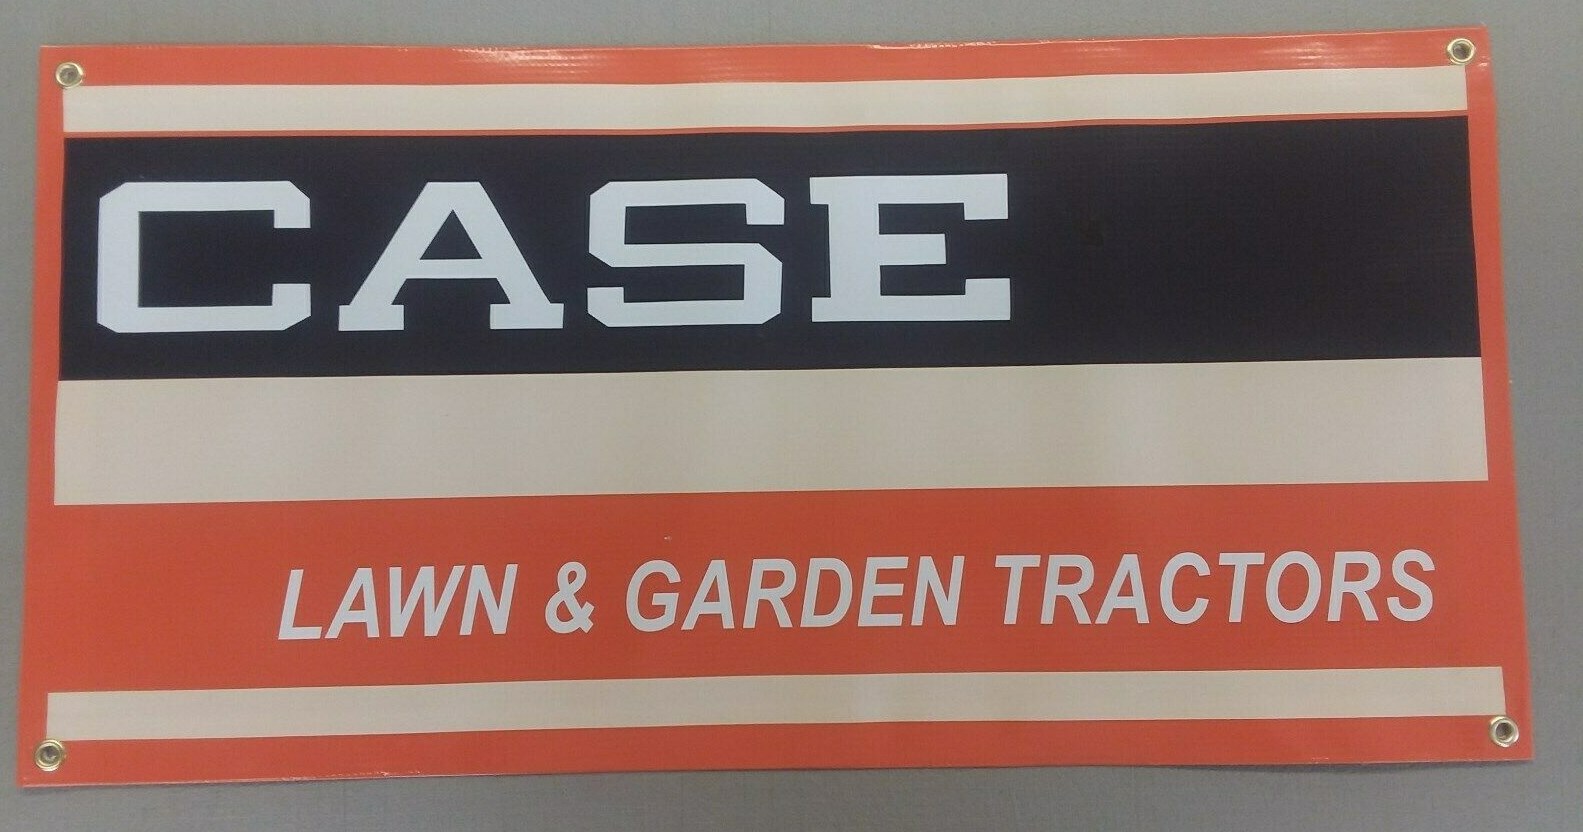 CASE
LAWN & GARDEN TRACTORS